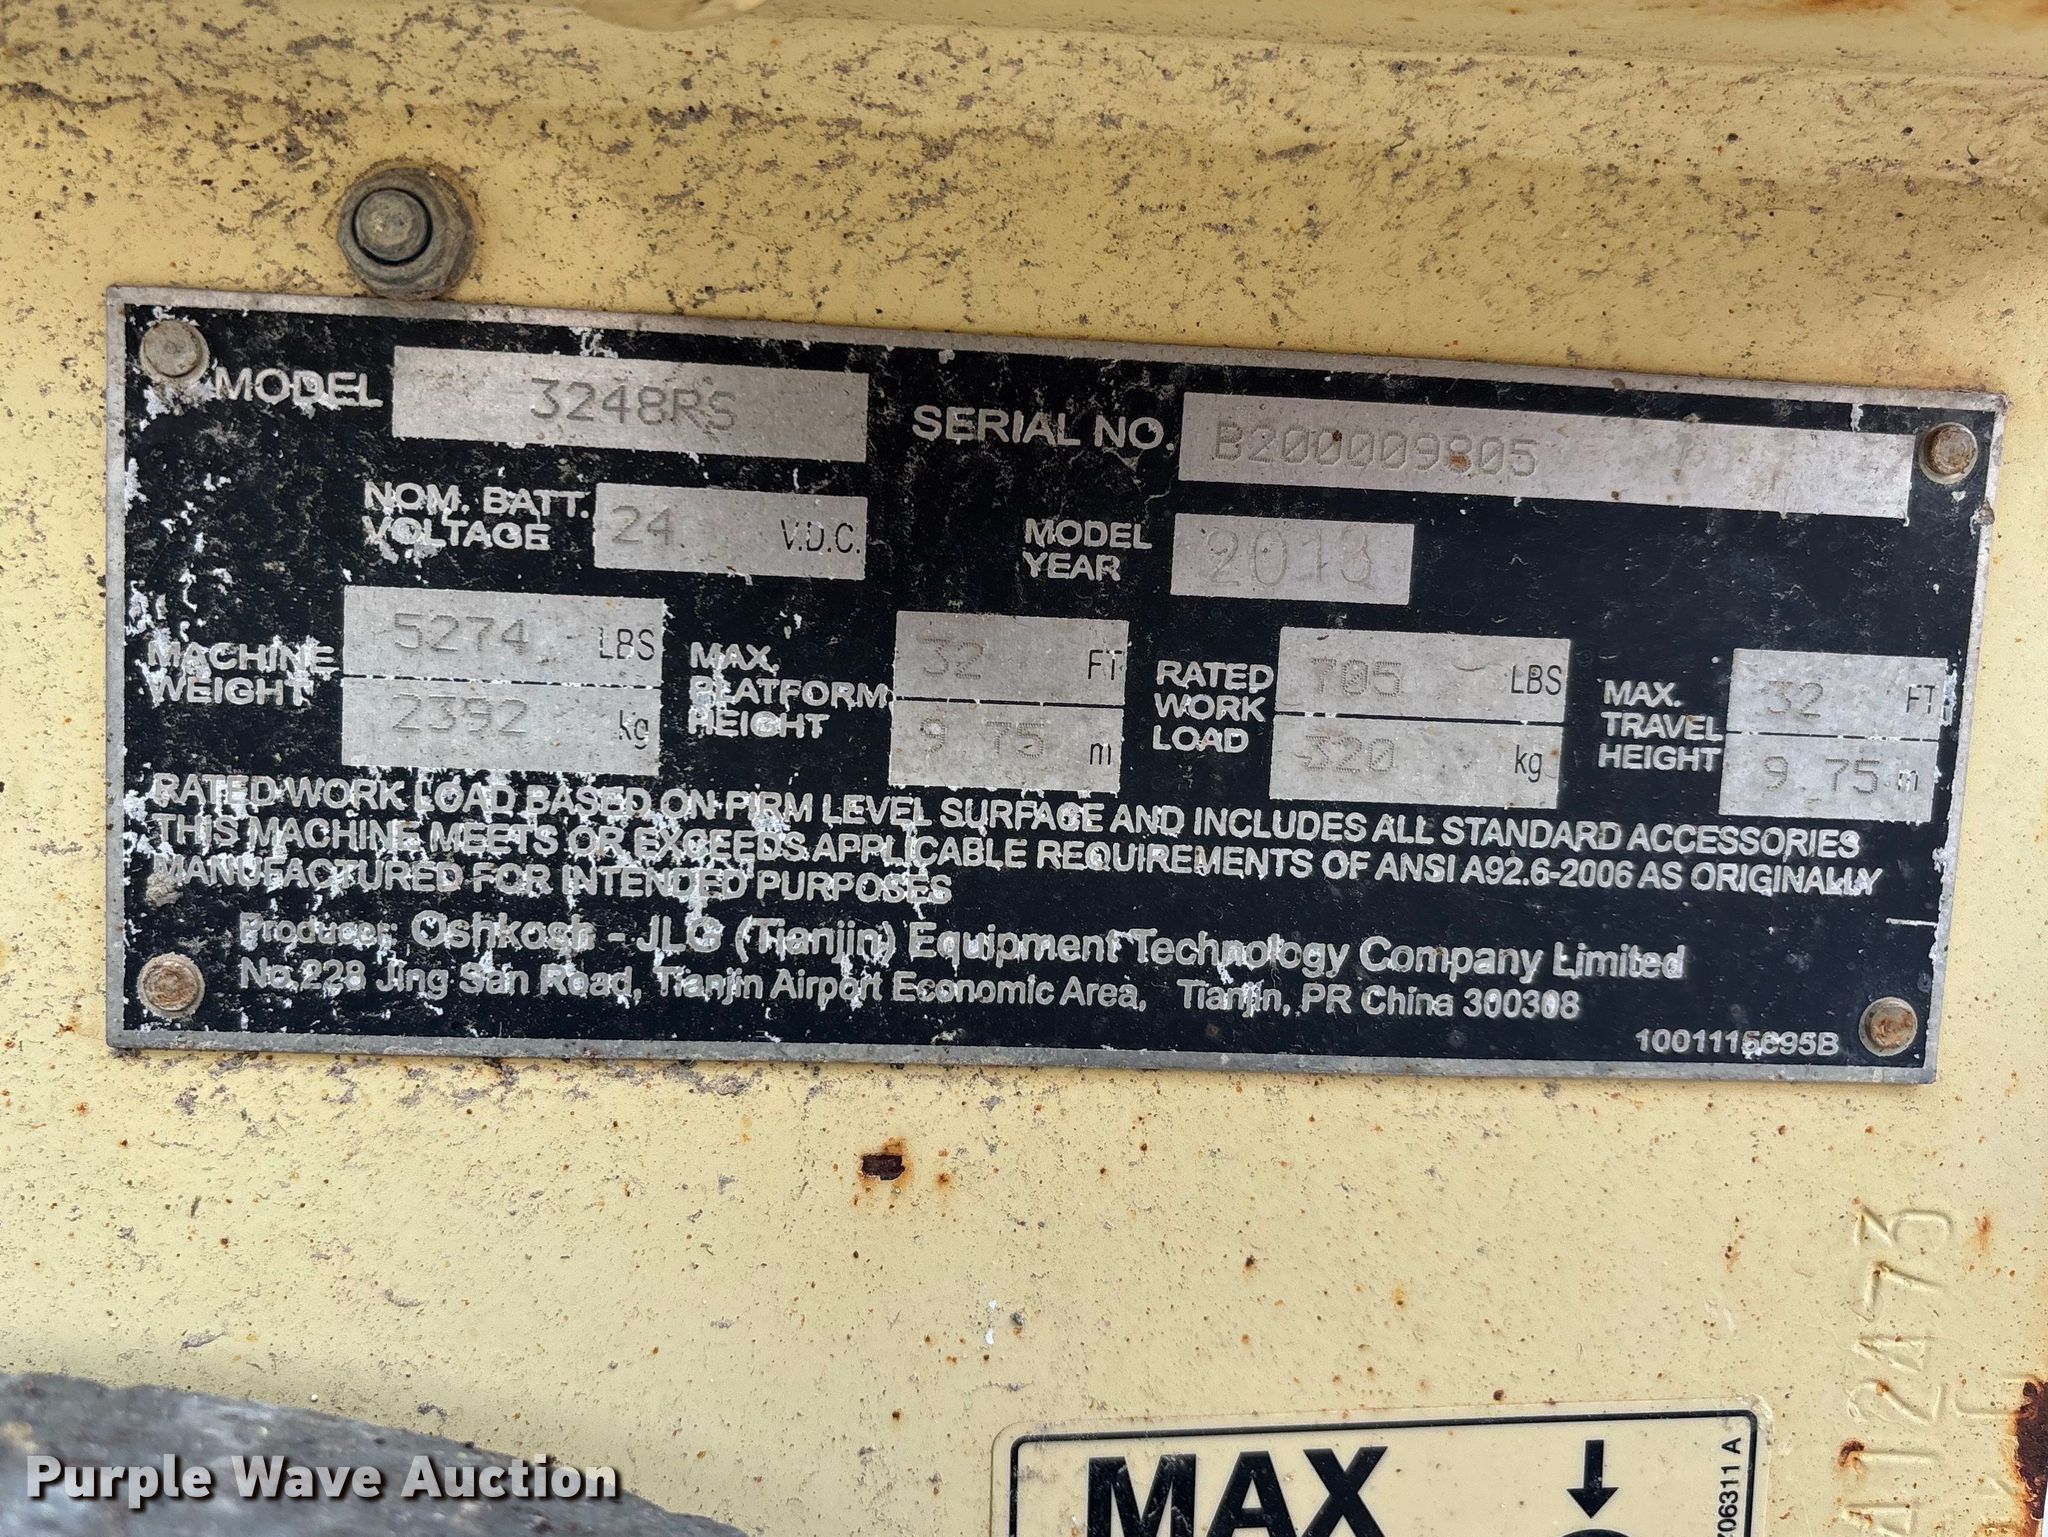 MODEL 3248RS SERIAL NO. B200009805
NOM. BATT. VOLTAGE 24 V.D.C. MODEL YEAR 2013
MACHINE WEIGHT 5274 LBS 2392 kg
MAX. PLATFORM HEIGHT 32 FT 9 75 m
RATED WORK LOAD 705 LBS 320 kg
MAX. TRAVEL HEIGHT 32 FT 9 75 m
RATED WORK LOAD BASED ON FIRM LEVEL SURFACE AND INCLUDES ALL STANDARD ACCESSORIES
THIS MACHINE MEETS OR EXCEEDS APPLICABLE REQUIREMENTS OF ANSI A92.6-2006 AS ORIGINALLY
MANUFACTURED FOR INTENDED PURPOSES
Producer: Oshkosh - JLG (Tianjin) Equipment Technology Company Limited
No.228 Jing San Road, Tianjin Airport Economic Area, Tianjin, PR China 300308
1001115695B
MAX
Purple Wave Auction